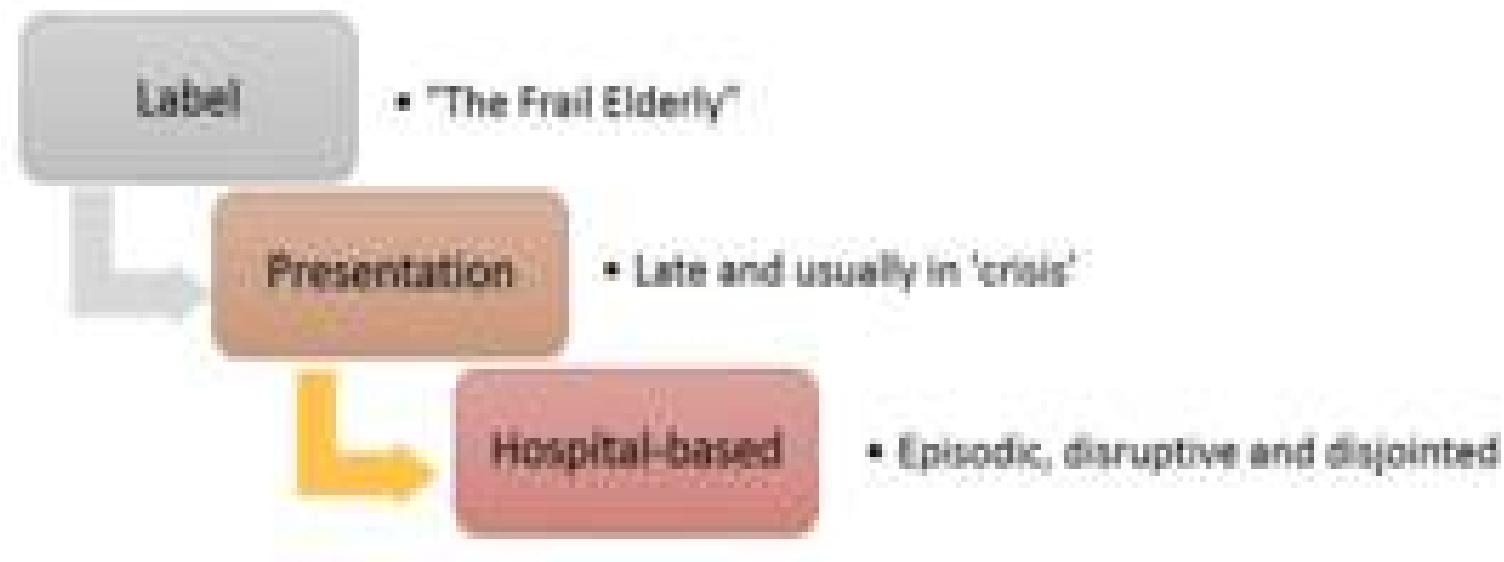 Label
• "The Frail Elderly"
Presentation
• Late and usually in 'crisis'
Hospital-based
• Episodic, disruptive and disjointed